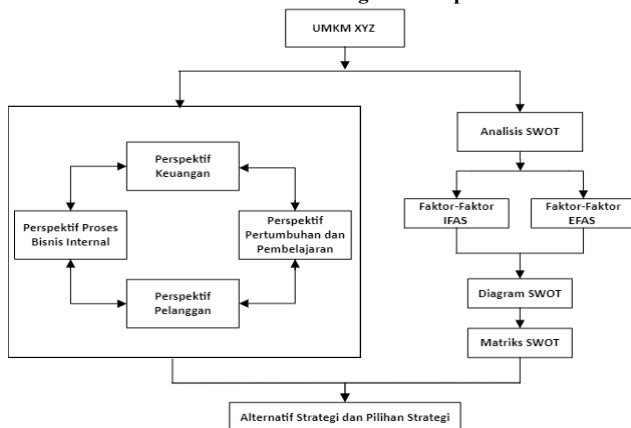 UMKM XYZ
Analisis SWOT
Perspektif
Keuangan
Perspektif Proses
Bisnis Internal
Perspektif
Pertumbuhan dan
Pembelajaran
Perspektif
Pelanggan
Faktor-Faktor
IFAS
Faktor-Faktor
EFAS
Diagram SWOT
Matriks SWOT
Alternatif Strategi dan Pilihan Strategi